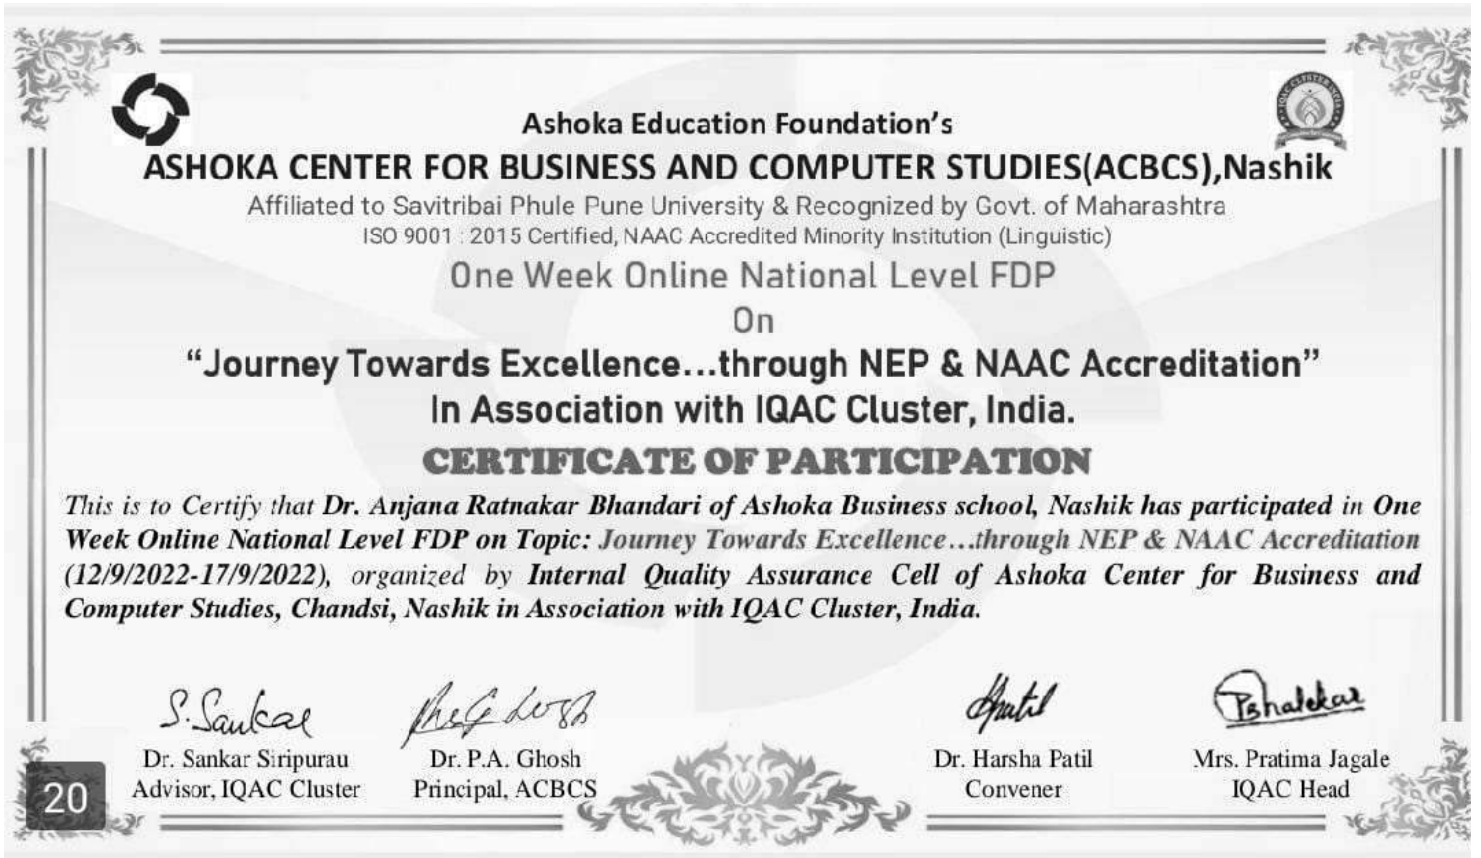 IQAC CLUSTER INDIA
Ashoka Education Foundation's
ASHOKA CENTER FOR BUSINESS AND COMPUTER STUDIES(ACBCS),Nashik
Affiliated to Savitribai Phule Pune University & Recognized by Govt. of Maharashtra
ISO 9001 : 2015 Certified, NAAC Accredited Minority Institution (Linguistic)
One Week Online National Level FDP
On
“Journey Towards Excellence...through NEP & NAAC Accreditation”
In Association with IQAC Cluster, India.
CERTIFICATE OF PARTICIPATION
This is to Certify that Dr. Anjana Ratnakar Bhandari of Ashoka Business school, Nashik has participated in One
Week Online National Level FDP on Topic: Journey Towards Excellence...through NEP & NAAC Accreditation
(12/9/2022-17/9/2022), organized by Internal Quality Assurance Cell of Ashoka Center for Business and
Computer Studies, Chandsi, Nashik in Association with IQAC Cluster, India.
S. Sankar
Dr. Sankar Siripurau
Advisor, IQAC Cluster
Dr. P.A. Ghosh
Principal, ACBCS
Dr. Harsha Patil
Convener
Mrs. Pratima Jagale
IQAC Head
20